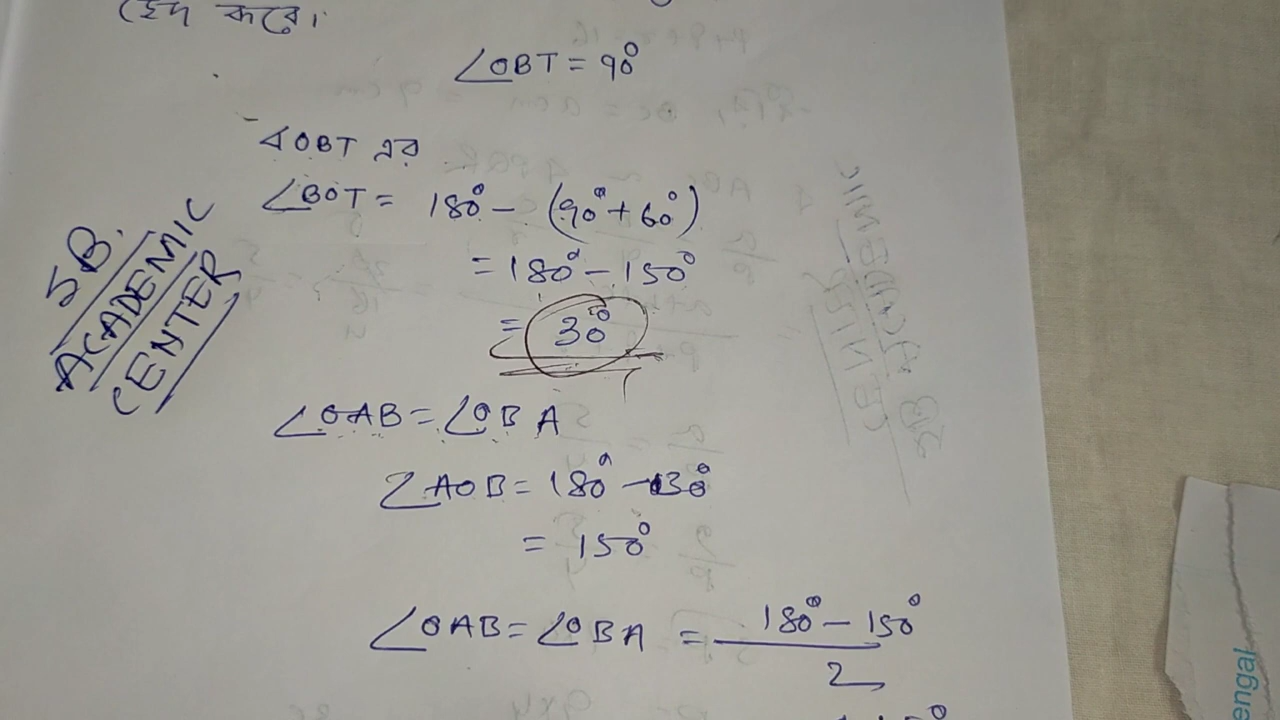 ছেদ করে।
∠OBT = 90°
△OBT এর
∠BOT = 180° – (90° + 60°)
= 180° – 150°
= 30°
SB.
ACADEMIC
CENTER
∠OAB = ∠OBA
∠AOB = 180° – 30°
= 150°
∠OAB = ∠OBA = 180° – 150°
2
engal